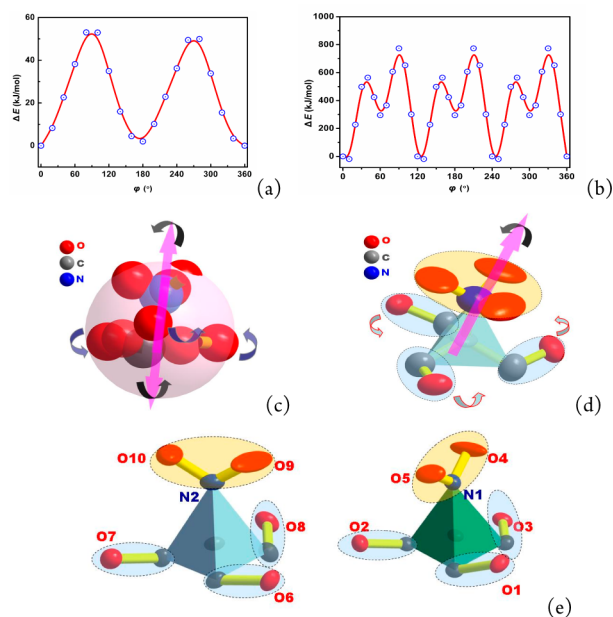 60
40
20
0
Δ E (kJ/mol)
0 60 120 180 240 300 360
φ (°)
(a)
1000
800
600
400
200
0
Δ E (kJ/mol)
0 60 120 180 240 300 360
φ (°)
(b)
O
C
N
(c)
O
C
N
(d)
O10
O9
N2
O7
O8
O6
O4
O5
N1
O2
O3
O1
(e)